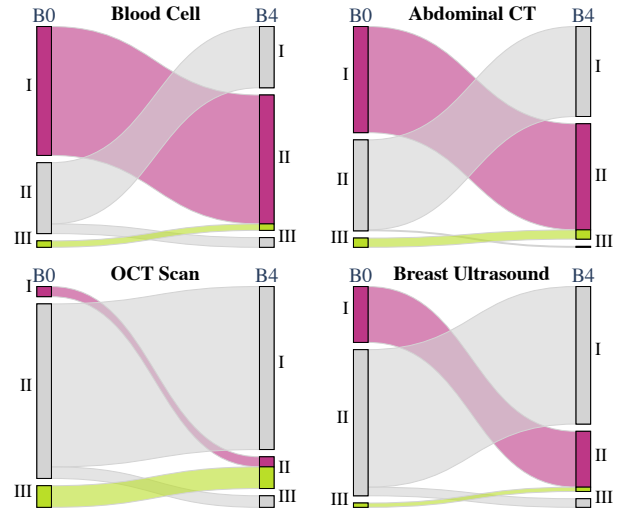 B0 Blood Cell B4
I
I
II
II
III
III
B0 Abdominal CT B4
I
I
II
II
III
III
B0 OCT Scan B4
I
I
II
II
III
III
B0 Breast Ultrasound B4
I
I
II
II
III
III